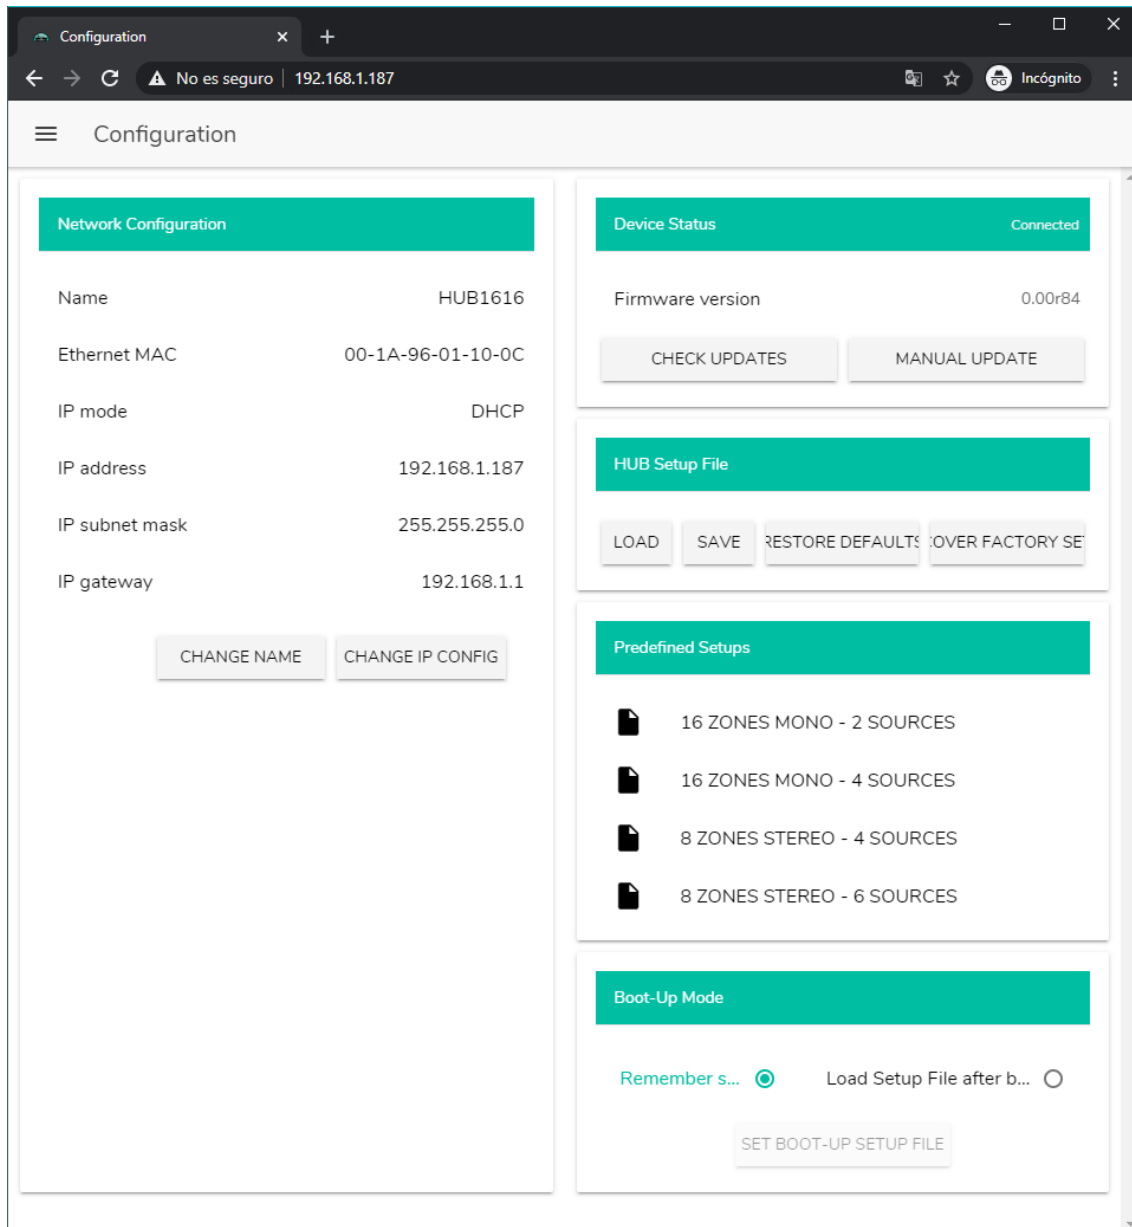 Configuration
No es seguro
192.168.1.187
Incógnito
Configuration
Network Configuration
Name
HUB1616
Ethernet MAC
00-1A-96-01-10-0C
IP mode
DHCP
IP address
192.168.1.187
IP subnet mask
255.255.255.0
IP gateway
192.168.1.1
CHANGE NAME
CHANGE IP CONFIG
Device Status
Connected
Firmware version
0.00r84
CHECK UPDATES
MANUAL UPDATE
HUB Setup File
LOAD
SAVE
RESTORE DEFAULTS
OVER FACTORY SE
Predefined Setups
16 ZONES MONO - 2 SOURCES
16 ZONES MONO - 4 SOURCES
8 ZONES STEREO - 4 SOURCES
8 ZONES STEREO - 6 SOURCES
Boot-Up Mode
Remember s...
Load Setup File after b...
SET BOOT-UP SETUP FILE